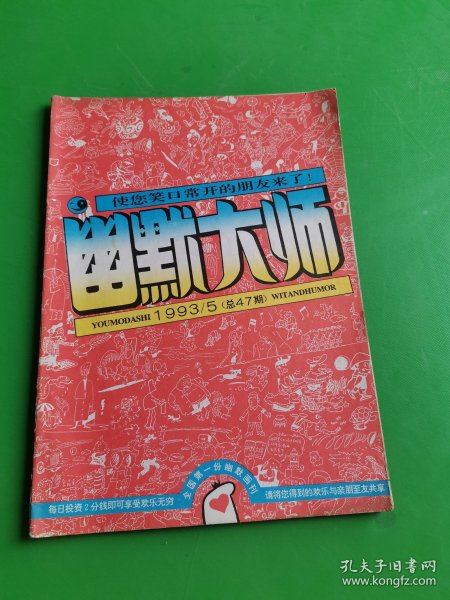 使您笑口常开的朋友来了!
幽默大师
YOUMODASHI 1993/5(总47期) WITANDHUMOR
全国第一份幽默画刊
每日投资2分钱即可享受欢乐无穷
请将您得到的欢乐与亲朋至友共享
孔夫子旧书网
www.kongfz.com